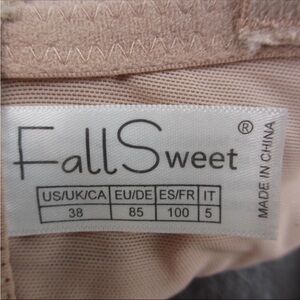 FallSweet®
US/UK/CA EU/DE ES/FR IT
38 85 100 5
MADE IN CHINA